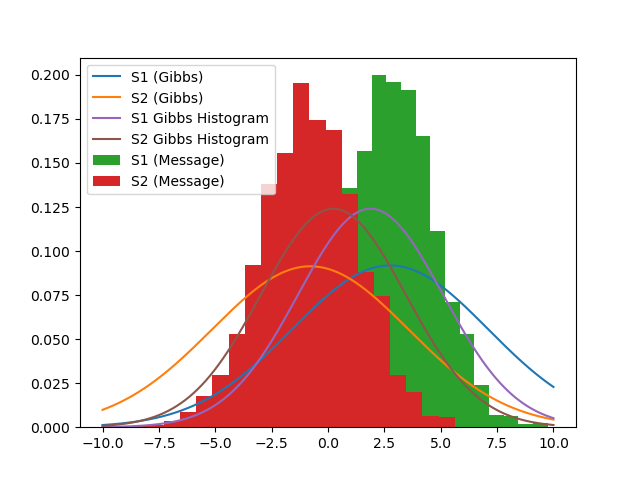 0.200
0.175
0.150
0.125
0.100
0.075
0.050
0.025
0.000
S1 (Gibbs)
S2 (Gibbs)
S1 Gibbs Histogram
S2 Gibbs Histogram
S1 (Message)
S2 (Message)
−10.0 −7.5 −5.0 −2.5 0.0 2.5 5.0 7.5 10.0